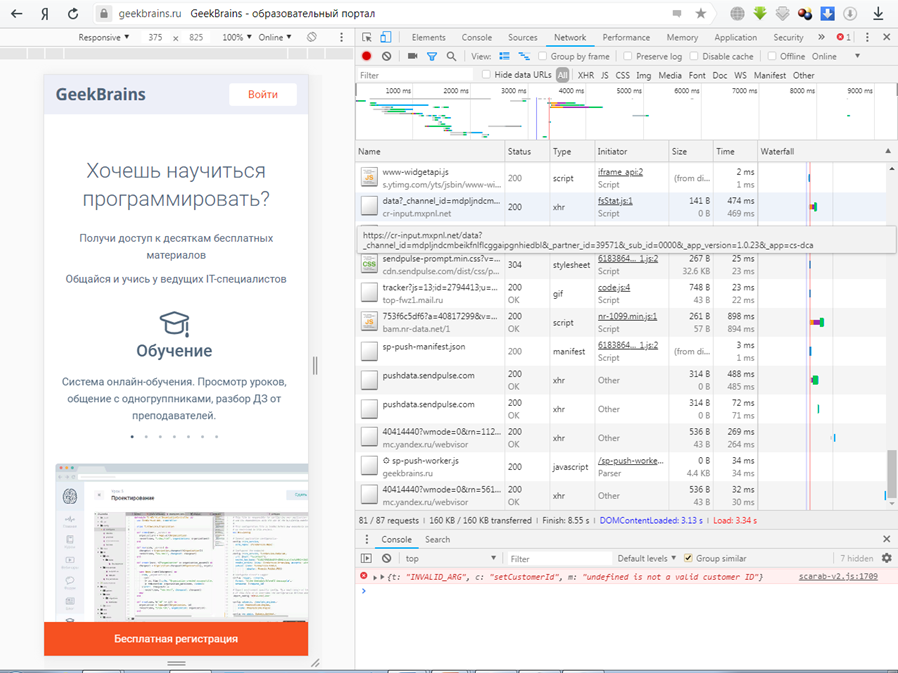 geekbrains.ru GeekBrains - образовательный портал
Responsive 375 x 825 100% Online
Elements Console Sources Network Performance Memory Application Security » 1
View: Group by frame Preserve log Disable cache Offline Online
Filter Hide data URLs All XHR JS CSS Img Media Font Doc WS Manifest Other
1000 ms 2000 ms 3000 ms 4000 ms 5000 ms 6000 ms 7000 ms 8000 ms 9000 ms
GeekBrains
Войти
Хочешь научиться
программировать?
Получи доступ к десяткам бесплатных
материалов
Общайся и учись у ведущих IT-специалистов
Обучение
Система онлайн-обучения. Просмотр уроков,
общение с одногруппниками, разбор ДЗ от
преподавателей.
Проектирование
Бесплатная регистрация
Name Status Type Initiator Size Time Waterfall
www-widgetapi.js 200 script iframe_api:2 (from di... 2 ms
s.ytimg.com/yts/jsbin/www-wi... Script 1 ms
data?_channel_id=mdpljndcm... 200 xhr fsStat.js:1 141 B 474 ms
cr-input.mxpnl.net Script 0 B 469 ms
https://cr-input.mxpnl.net/data?
_channel_id=mdpljndcmbeikfnlflcggaipgnhiedbl&_partner_id=39571&_sub_id=0000&_app_version=1.0.23&_app=cs-dca
sendpulse-prompt.min.css?v=... 304 stylesheet 6183864... 1.js:2 267 B 25 ms
cdn.sendpulse.com/dist/css/p... Script 32.6 KB 23 ms
tracker?js=13;id=2794413;u=... 200 gif code.js:4 748 B 23 ms
top-fwz1.mail.ru OK Script 43 B 22 ms
753f6c5df6?a=40817299&v=... 200 script nr-1099.min.js:1 261 B 898 ms
bam.nr-data.net/1 OK Script 57 B 894 ms
sp-push-manifest.json 200 manifest 6183864... 1.js:2 (from di... 3 ms
Script 1 ms
pushdata.sendpulse.com 200 xhr Other 314 B 488 ms
OK 0 B 485 ms
pushdata.sendpulse.com 200 xhr Other 314 B 72 ms
OK 0 B 71 ms
40414440?wmode=0&rn=112... 200 xhr Other 536 B 269 ms
mc.yandex.ru/webvisor OK 43 B 264 ms
sp-push-worker.js 200 javascript /sp-push-worke... 0 B 34 ms
geekbrains.ru Parser 4.4 KB 34 ms
40414440?wmode=0&rn=561... 200 xhr Other 536 B 32 ms
mc.yandex.ru/webvisor OK 43 B 30 ms
81 / 87 requests | 160 KB / 160 KB transferred | Finish: 8.55 s | DOMContentLoaded: 3.13 s | Load: 3.34 s
Console Search
top Filter Default levels Group similar 7 hidden
{t: "INVALID_ARG", c: "setCustomerId", m: "undefined is not a valid customer ID"} scarab-v2.js:1709